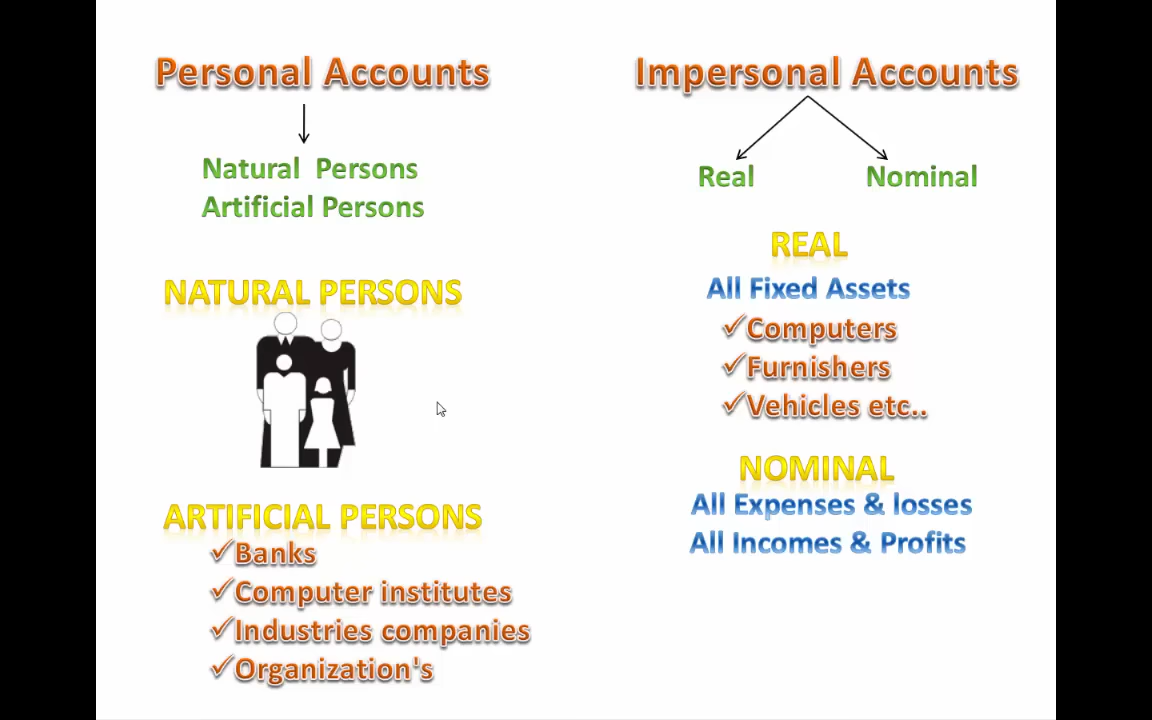 Personal Accounts
Natural Persons
Artificial Persons
NATURAL PERSONS
ARTIFICIAL PERSONS
✓Banks
✓Computer institutes
✓Industries companies
✓Organization's
Impersonal Accounts
Real Nominal
REAL
All Fixed Assets
✓Computers
✓Furnishers
✓Vehicles etc..
NOMINAL
All Expenses & losses
All Incomes & Profits